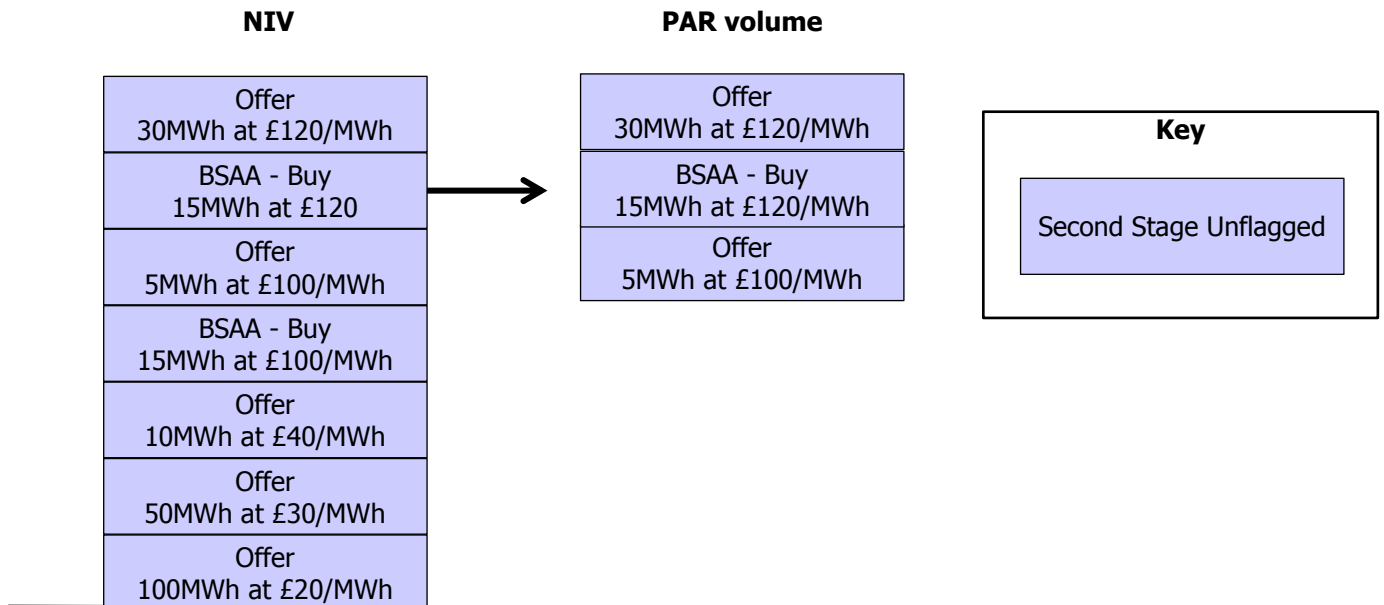 NIV
Offer
30MWh at £120/MWh
BSAA - Buy
15MWh at £120
Offer
5MWh at £100/MWh
BSAA - Buy
15MWh at £100/MWh
Offer
10MWh at £40/MWh
Offer
50MWh at £30/MWh
Offer
100MWh at £20/MWh
PAR volume
Offer
30MWh at £120/MWh
BSAA - Buy
15MWh at £120/MWh
Offer
5MWh at £100/MWh
Key
Second Stage Unflagged